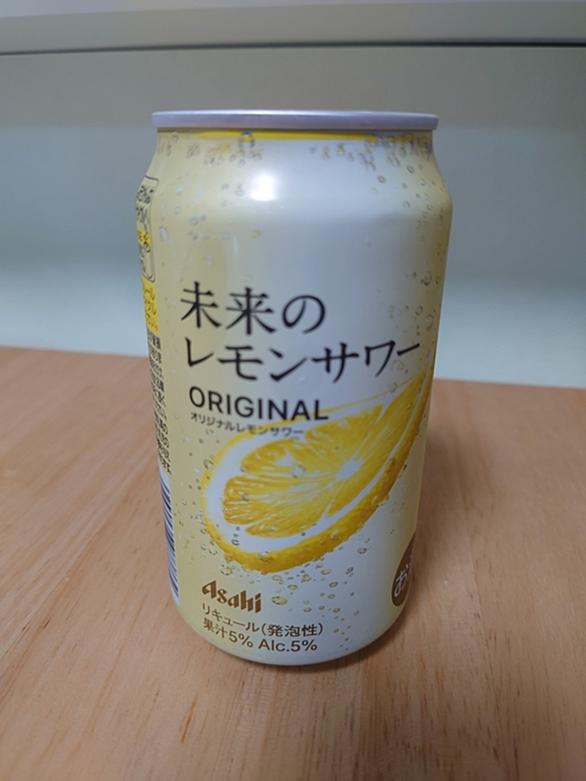 未来の
レモンサワー
ORIGINAL
オリジナルレモンサワー
Asahi
リキュール(発泡性)
果汁5% Alc.5%
お